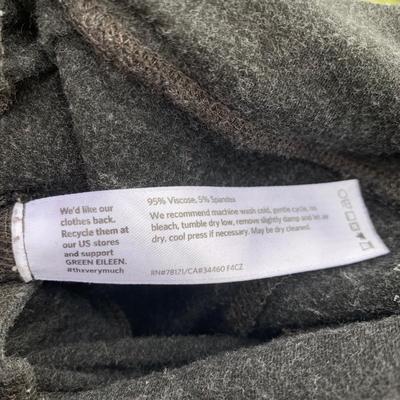 We'd like our
clothes back.
Recycle them at
our US stores
and support
GREEN EILEEN.
#thxverymuch
95% Viscose, 5% Spandex
We recommend machine wash cold, gentle cycle, no
bleach, tumble dry low, remove slightly damp and let air
dry, cool press if necessary. May be dry cleaned.
RN#78171/CA#34460 F4CZ